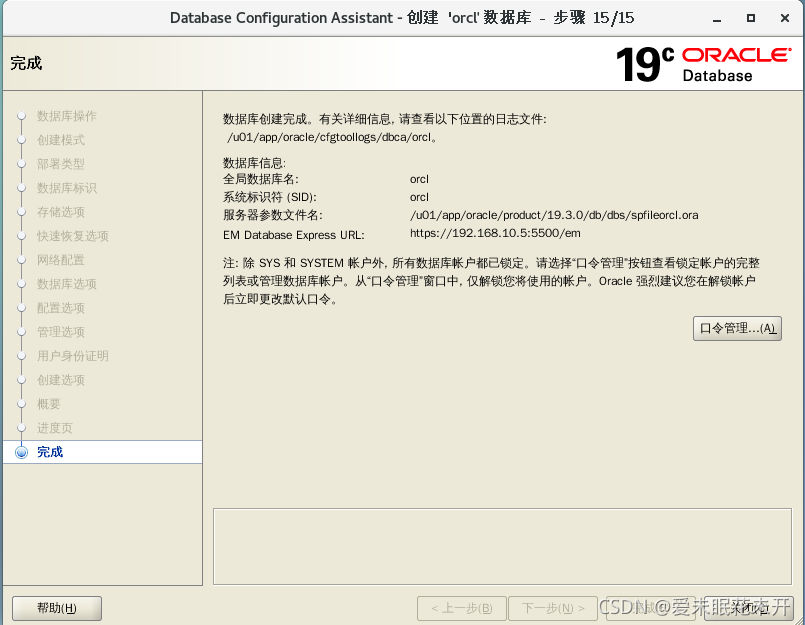 Database Configuration Assistant - 创建 'orcl' 数据库 - 步骤 15/15
完成
19c ORACLE
Database
数据库操作
创建模式
部署类型
数据库标识
存储选项
快速恢复选项
网络配置
数据库选项
配置选项
管理选项
用户身份证明
创建选项
概要
进度页
完成
数据库创建完成。有关详细信息, 请查看以下位置的日志文件:
/u01/app/oracle/cfgtoollogs/dbca/orcl。
数据库信息:
全局数据库名: orcl
系统标识符 (SID): orcl
服务器参数文件名: /u01/app/oracle/product/19.3.0/db/dbs/spfileorcl.ora
EM Database Express URL: https://192.168.10.5:5500/em
注: 除 SYS 和 SYSTEM 帐户外, 所有数据库帐户都已锁定。请选择“口令管理”按钮查看锁定帐户的完整
列表或管理数据库帐户。从“口令管理”窗口中, 仅解锁您将使用的帐户。Oracle 强烈建议您在解锁帐户
后立即更改默认口令。
口令管理...(A)
帮助(H)
< 上一步(B)
下一步(N) >
CSDN @爱未眠花未开